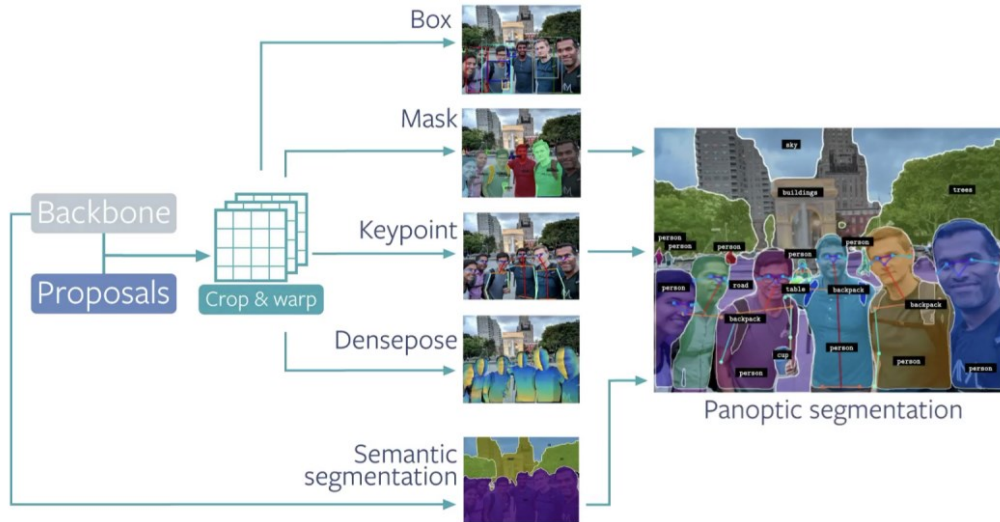 Box
Mask
Backbone
Keypoint
Proposals
Crop & warp
Densepose
Semantic
segmentation
sky
buildings
trees
person
person
person
person
person
person
road
table
backpack
backpack
backpack
cup
person
person
person
person
Panoptic segmentation